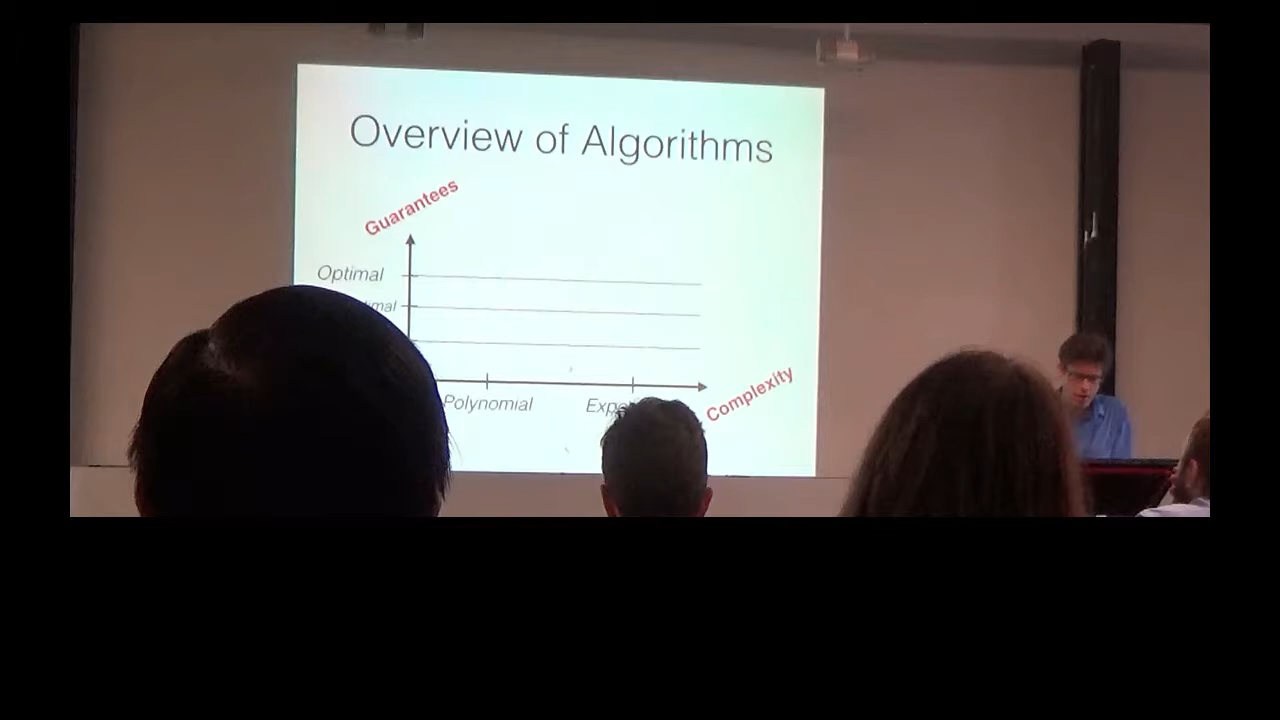 Overview of Algorithms
Guarantees
Optimal
Polynomial
Complexity